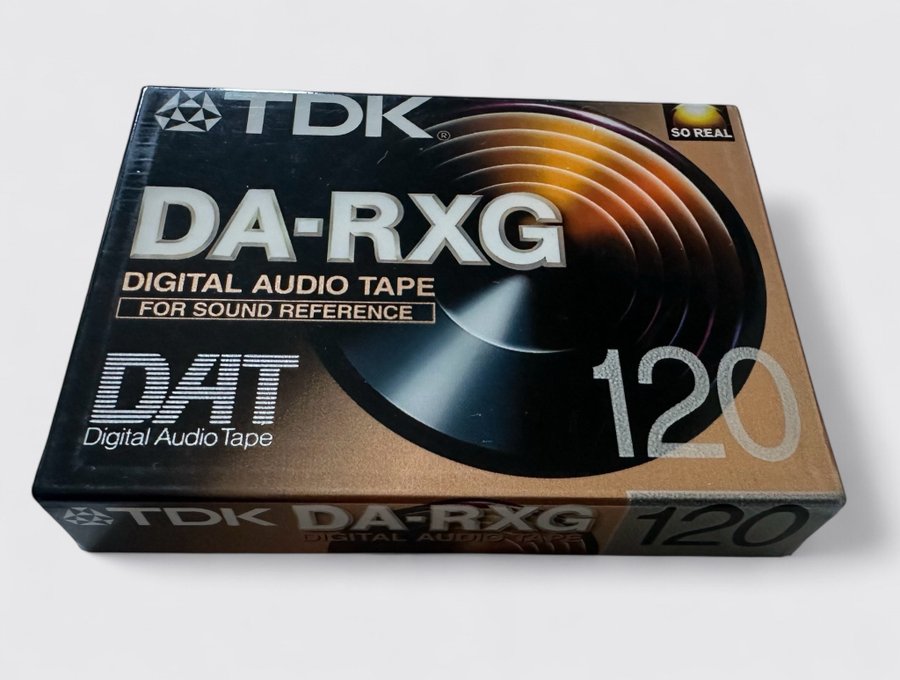 TDK®
SO REAL
DA-RXG
DIGITAL AUDIO TAPE
FOR SOUND REFERENCE
DAT
Digital Audio Tape
120
TDK DA-RXG 120
DIGITAL AUDIO TAPE